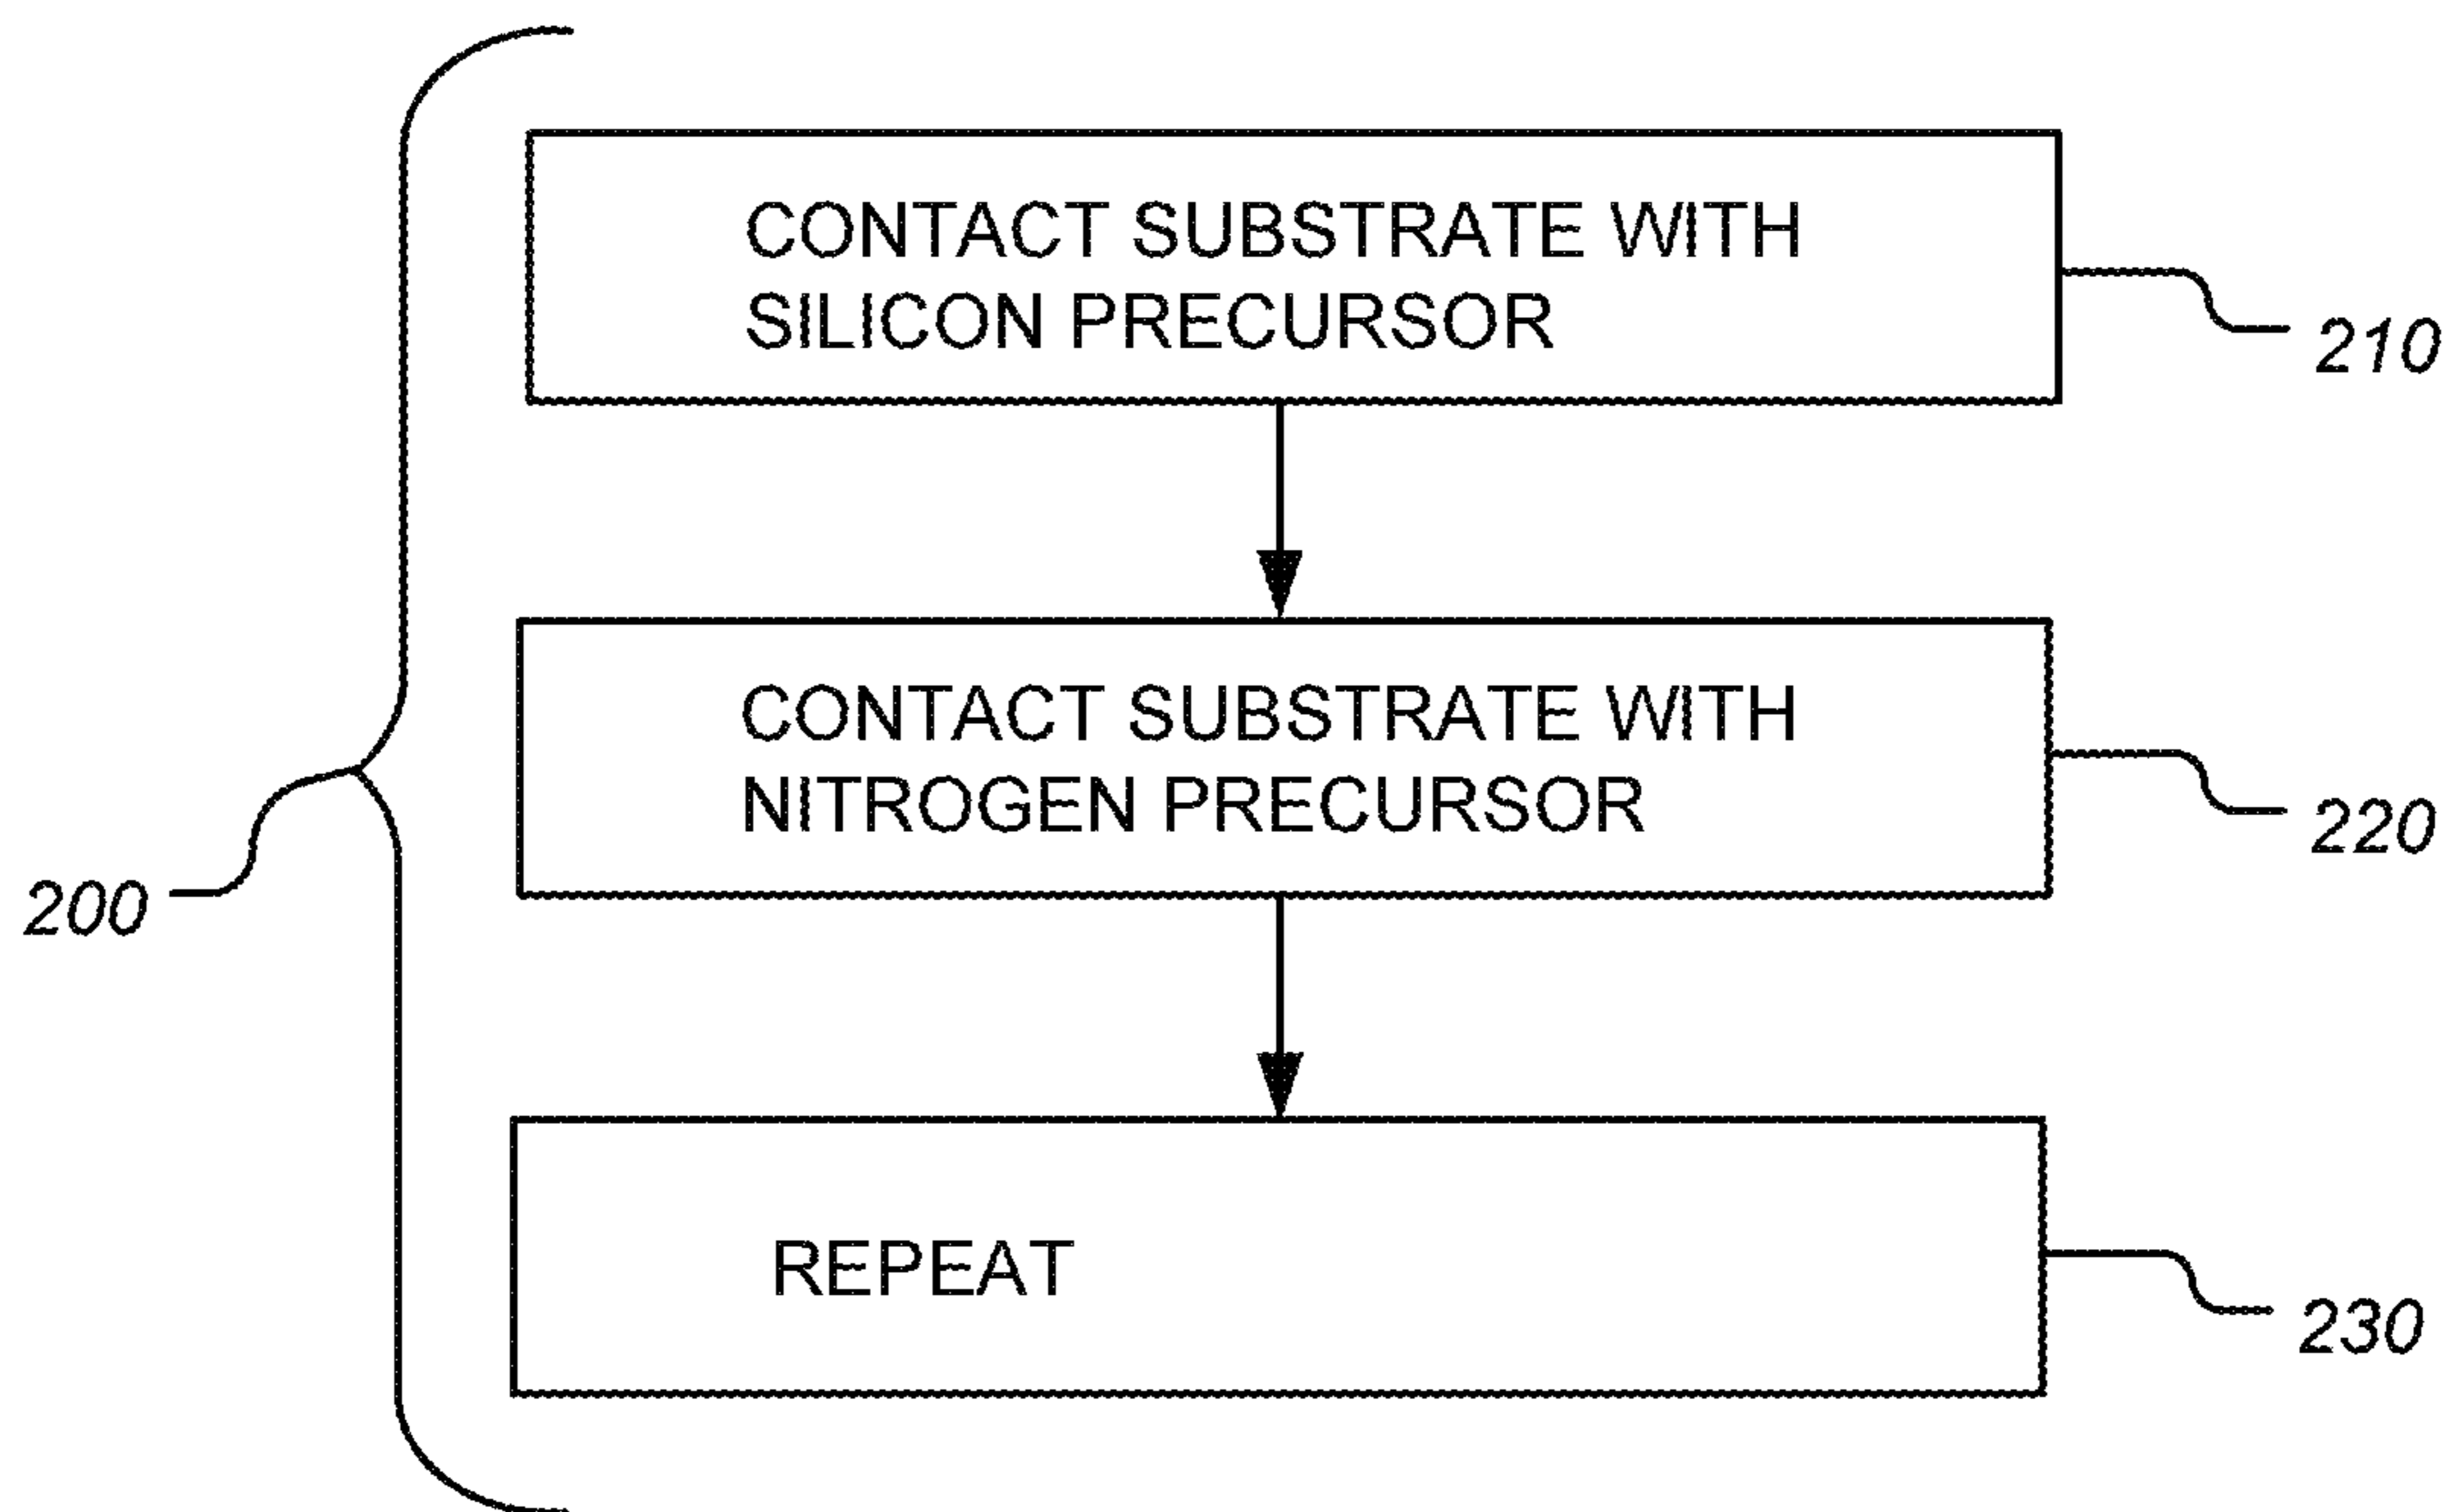 CONTACT SUBSTRATE WITH
SILICON PRECURSOR
210
CONTACT SUBSTRATE WITH
NITROGEN PRECURSOR
220
200
REPEAT
230